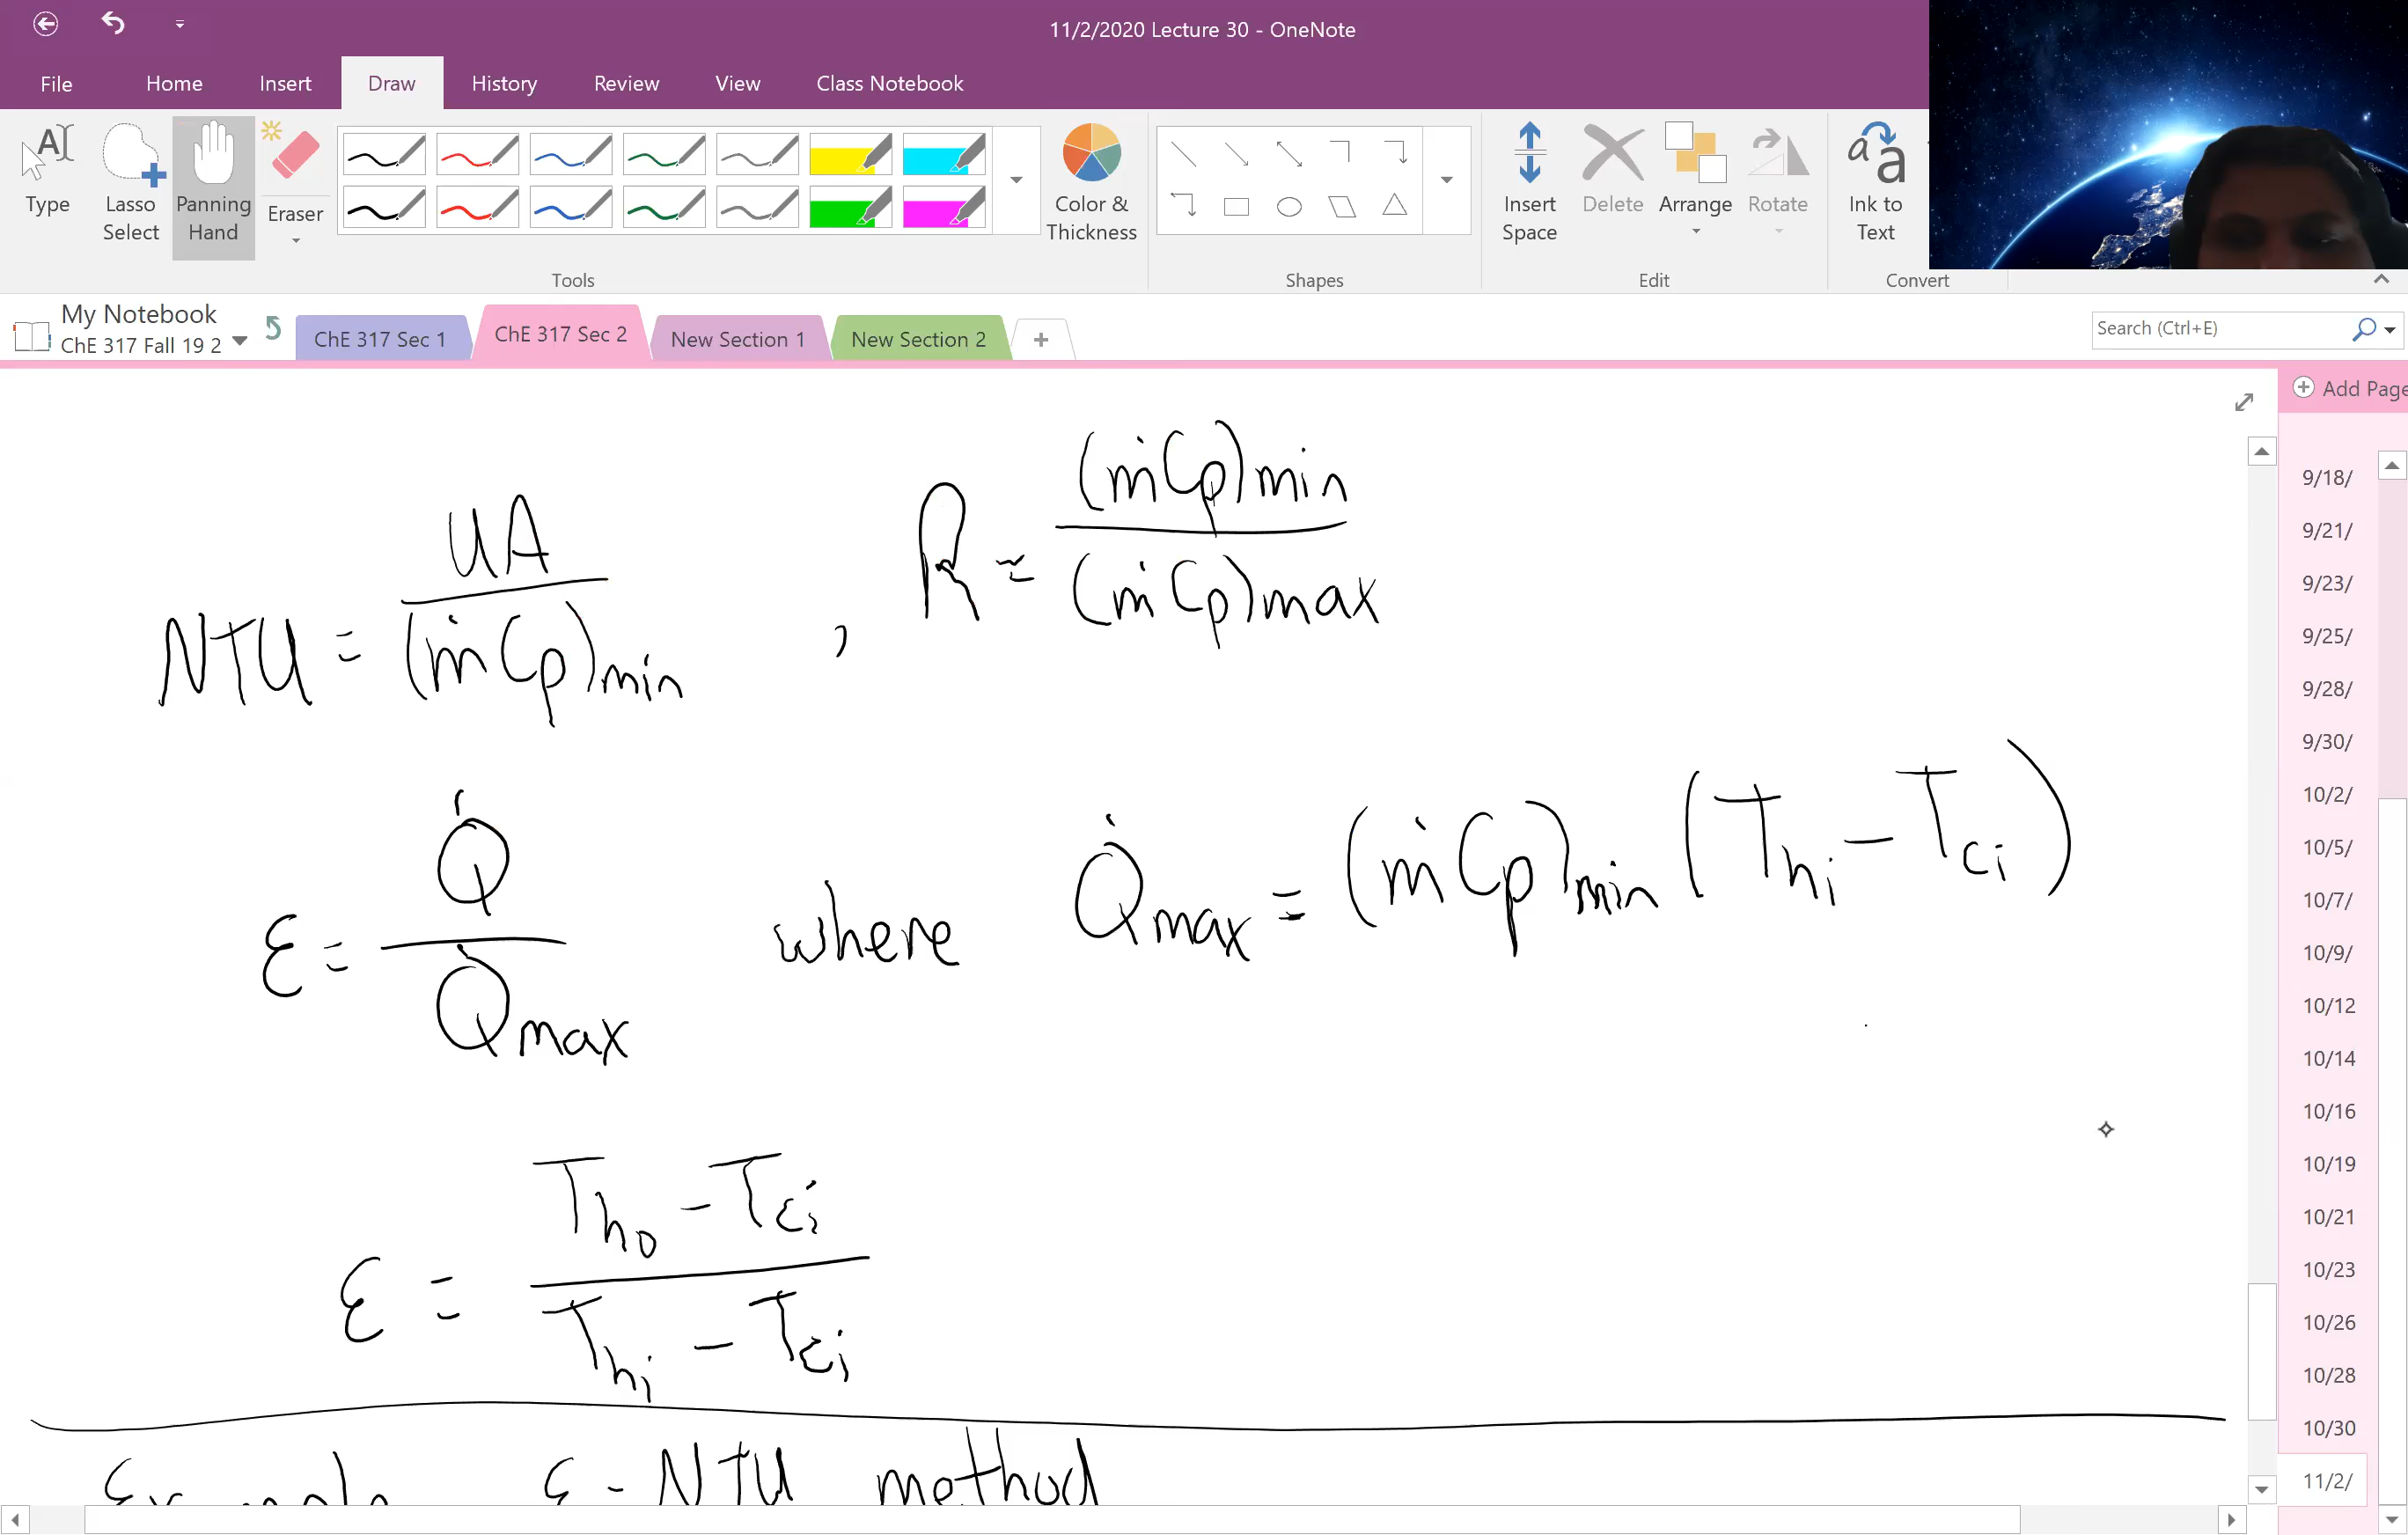 11/2/2020 Lecture 30 - OneNote
File Home Insert Draw History Review View Class Notebook
Type
Lasso Select
Panning Hand
Eraser
Color & Thickness
Insert Space
Delete
Arrange
Rotate
Ink to Text
Tools Shapes Edit Convert
My Notebook
ChE 317 Fall 19 2
ChE 317 Sec 1 ChE 317 Sec 2 New Section 1 New Section 2 +
Search (Ctrl+E)
Add Page
NTU = UA / (ṁCp)min , R = (ṁCp)min / (ṁCp)max
ε = Q̇ / Q̇max where Q̇max = (ṁCp)min (Thi - Tci)
ε = Tho - Tci / Thi - Tci
ε - NTU method
9/18/
9/21/
9/23/
9/25/
9/28/
9/30/
10/2/
10/5/
10/7/
10/9/
10/12
10/14
10/16
10/19
10/21
10/23
10/26
10/28
10/30
11/2/